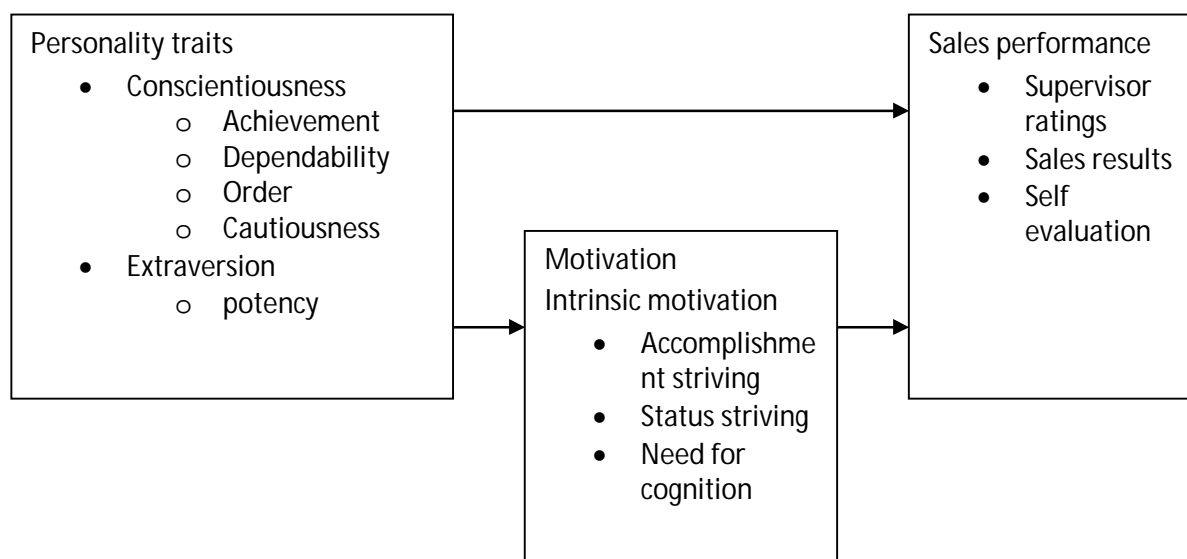 Personality traits
• Conscientiousness
o Achievement
o Dependability
o Order
o Cautiousness
• Extraversion
o potency
Motivation
Intrinsic motivation
• Accomplishme
nt striving
• Status striving
• Need for
cognition
Sales performance
• Supervisor
ratings
• Sales results
• Self
evaluation